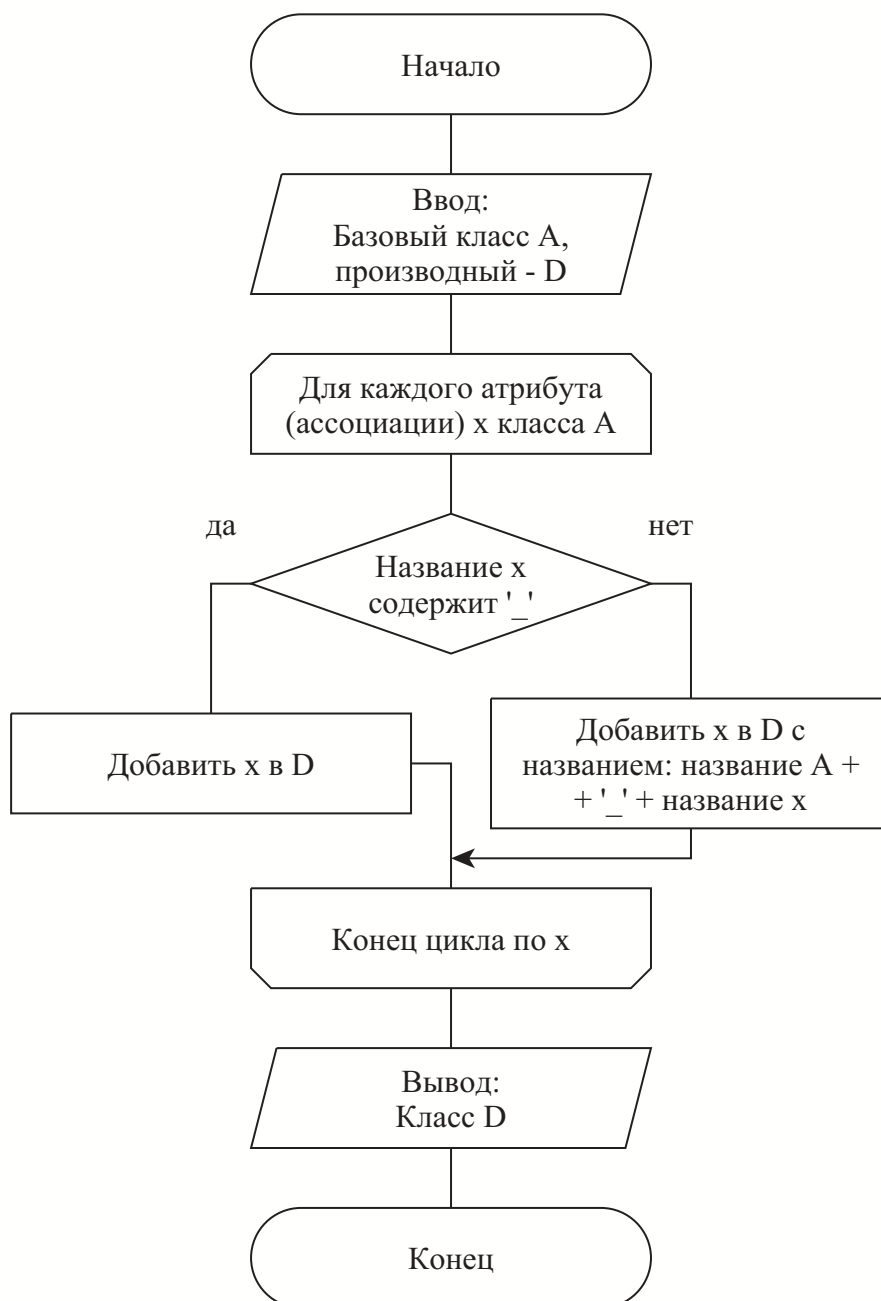 Начало
Ввод:
Базовый класс A,
производный - D
Для каждого атрибута
(ассоциации) x класса A
да
нет
Название x
содержит '_'
Добавить x в D
Добавить x в D с
названием: название A +
+ '_' + название x
Конец цикла по x
Вывод:
Класс D
Конец